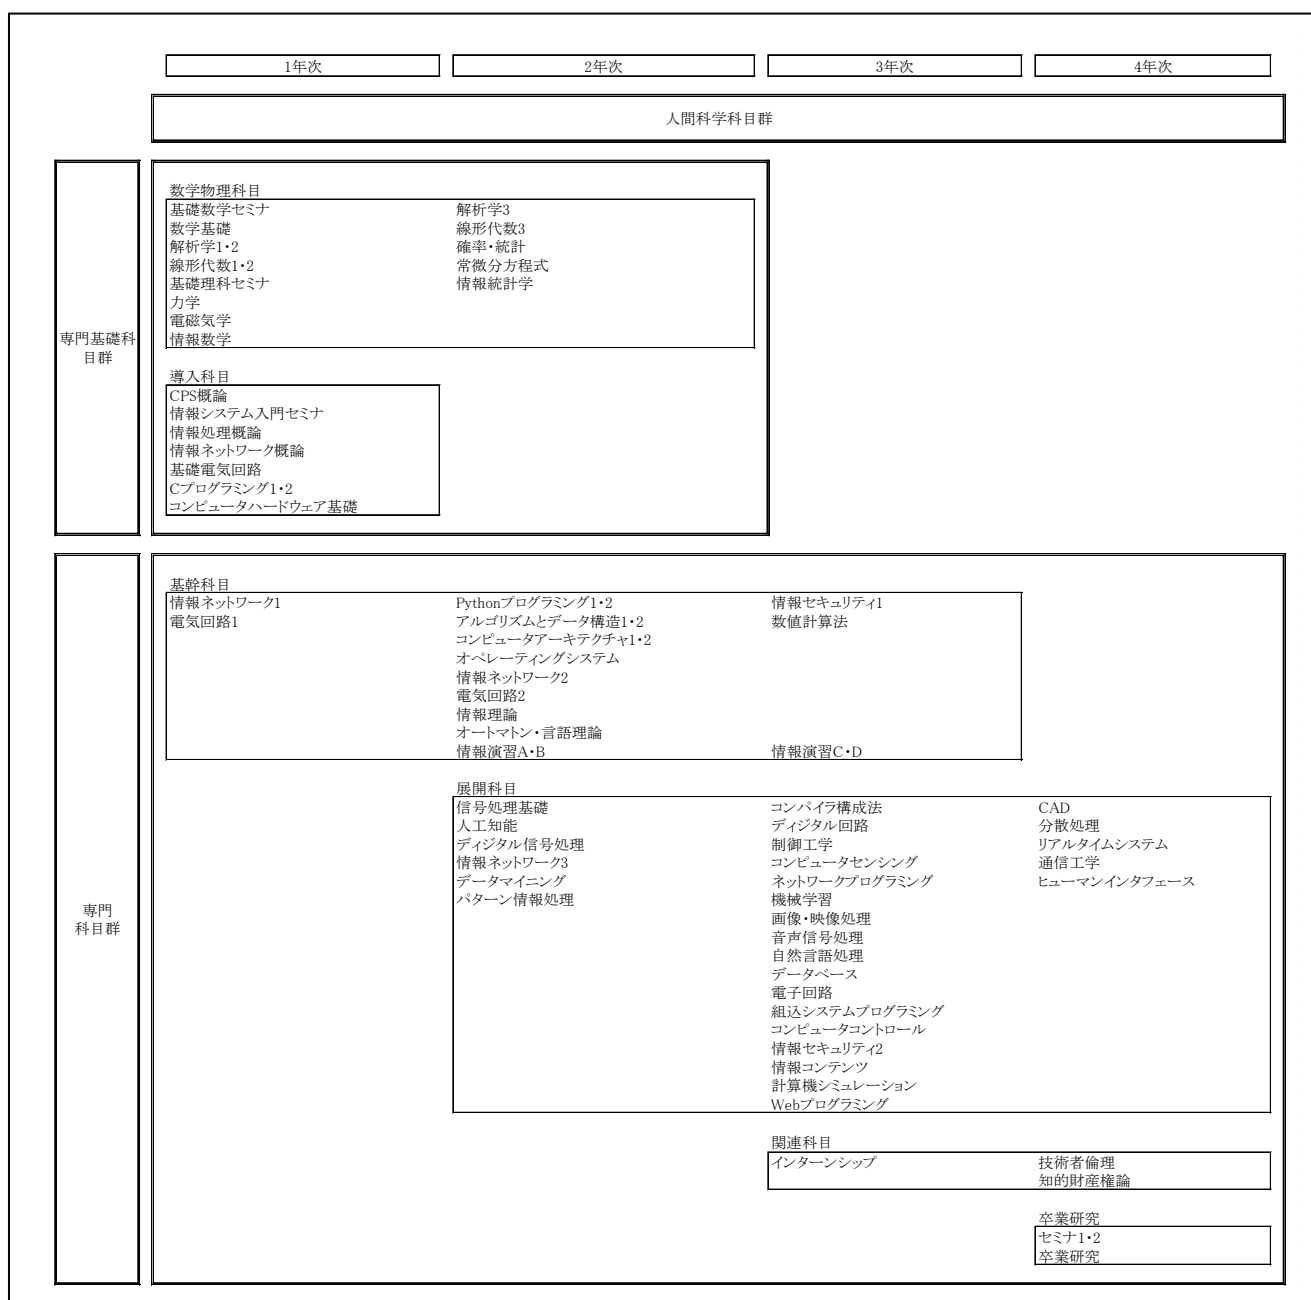 1年次 2年次 3年次 4年次
人間科学科目群
専門基礎科
目群
数学物理科目
基礎数学セミナ 解析学3
数学基礎 線形代数3
解析学1・2 確率・統計
線形代数1・2 常微分方程式
基礎理科セミナ 情報統計学
力学
電磁気学
情報数学
導入科目
CPS概論
情報システム入門セミナ
情報処理概論
情報ネットワーク概論
基礎電気回路
Cプログラミング1・2
コンピュータハードウェア基礎
専門
科目群
基幹科目
情報ネットワーク1 Pythonプログラミング1・2 情報セキュリティ1
電気回路1 アルゴリズムとデータ構造1・2 数値計算法
コンピュータアーキテクチャ1・2
オペレーティングシステム
情報ネットワーク2
電気回路2
情報理論
オートマトン・言語理論
情報演習A・B 情報演習C・D
展開科目
信号処理基礎 コンパイラ構成法 CAD
人工知能 ディジタル回路 分散処理
ディジタル信号処理 制御工学 リアルタイムシステム
情報ネットワーク3 コンピュータセンシング 通信工学
データマイニング ネットワークプログラミング ヒューマンインタフェース
パターン情報処理 機械学習
画像・映像処理
音声信号処理
自然言語処理
データベース
電子回路
組込システムプログラミング
コンピュータコントロール
情報セキュリティ2
情報コンテンツ
計算機シミュレーション
Webプログラミング
関連科目
インターンシップ 技術者倫理
知的財産権論
卒業研究
セミナ1・2
卒業研究